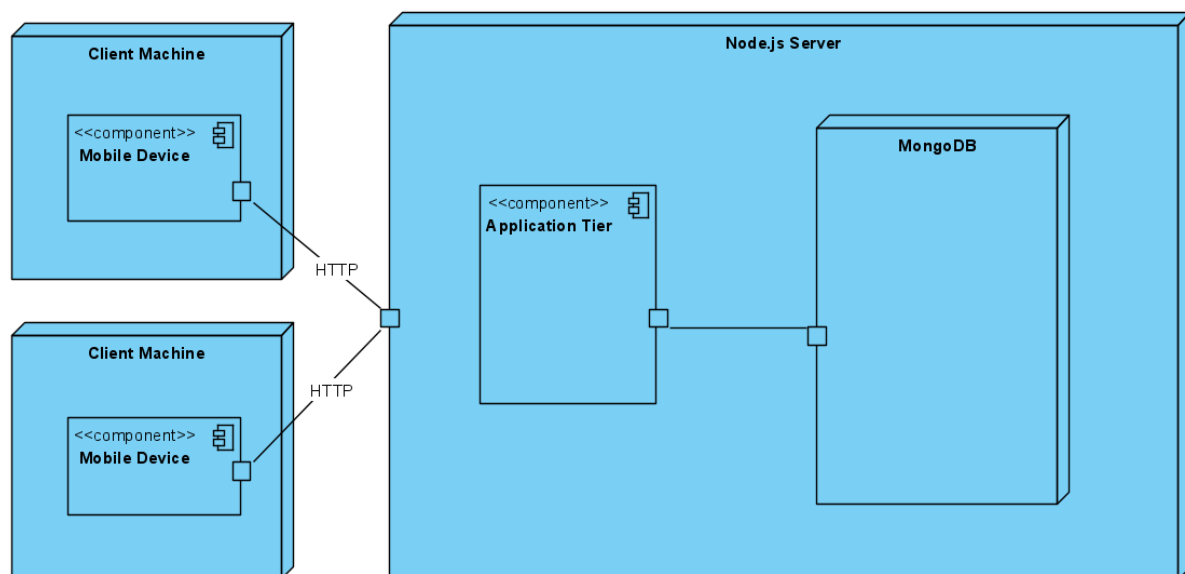 Client Machine
<<component>>
Mobile Device
HTTP
Client Machine
<<component>>
Mobile Device
HTTP
Node.js Server
<<component>>
Application Tier
MongoDB